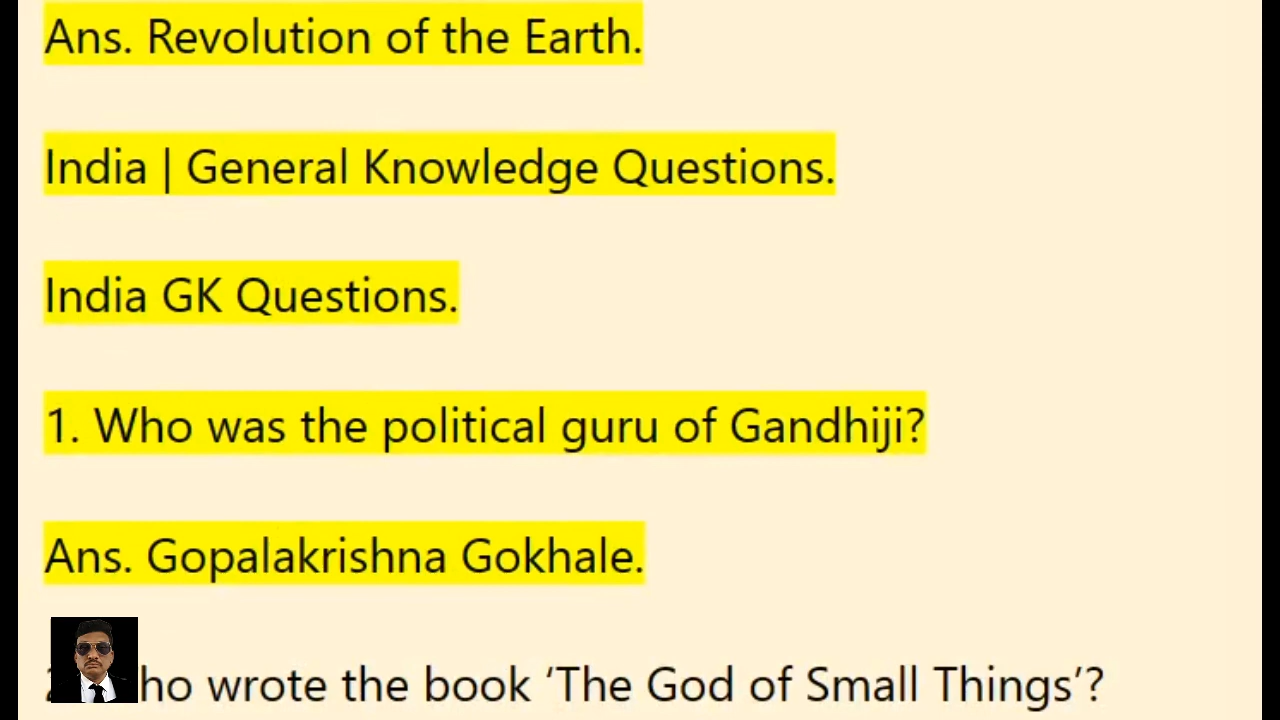 Ans. Revolution of the Earth.
India | General Knowledge Questions.
India GK Questions.
1. Who was the political guru of Gandhiji?
Ans. Gopalakrishna Gokhale.
wrote the book ‘The God of Small Things’?